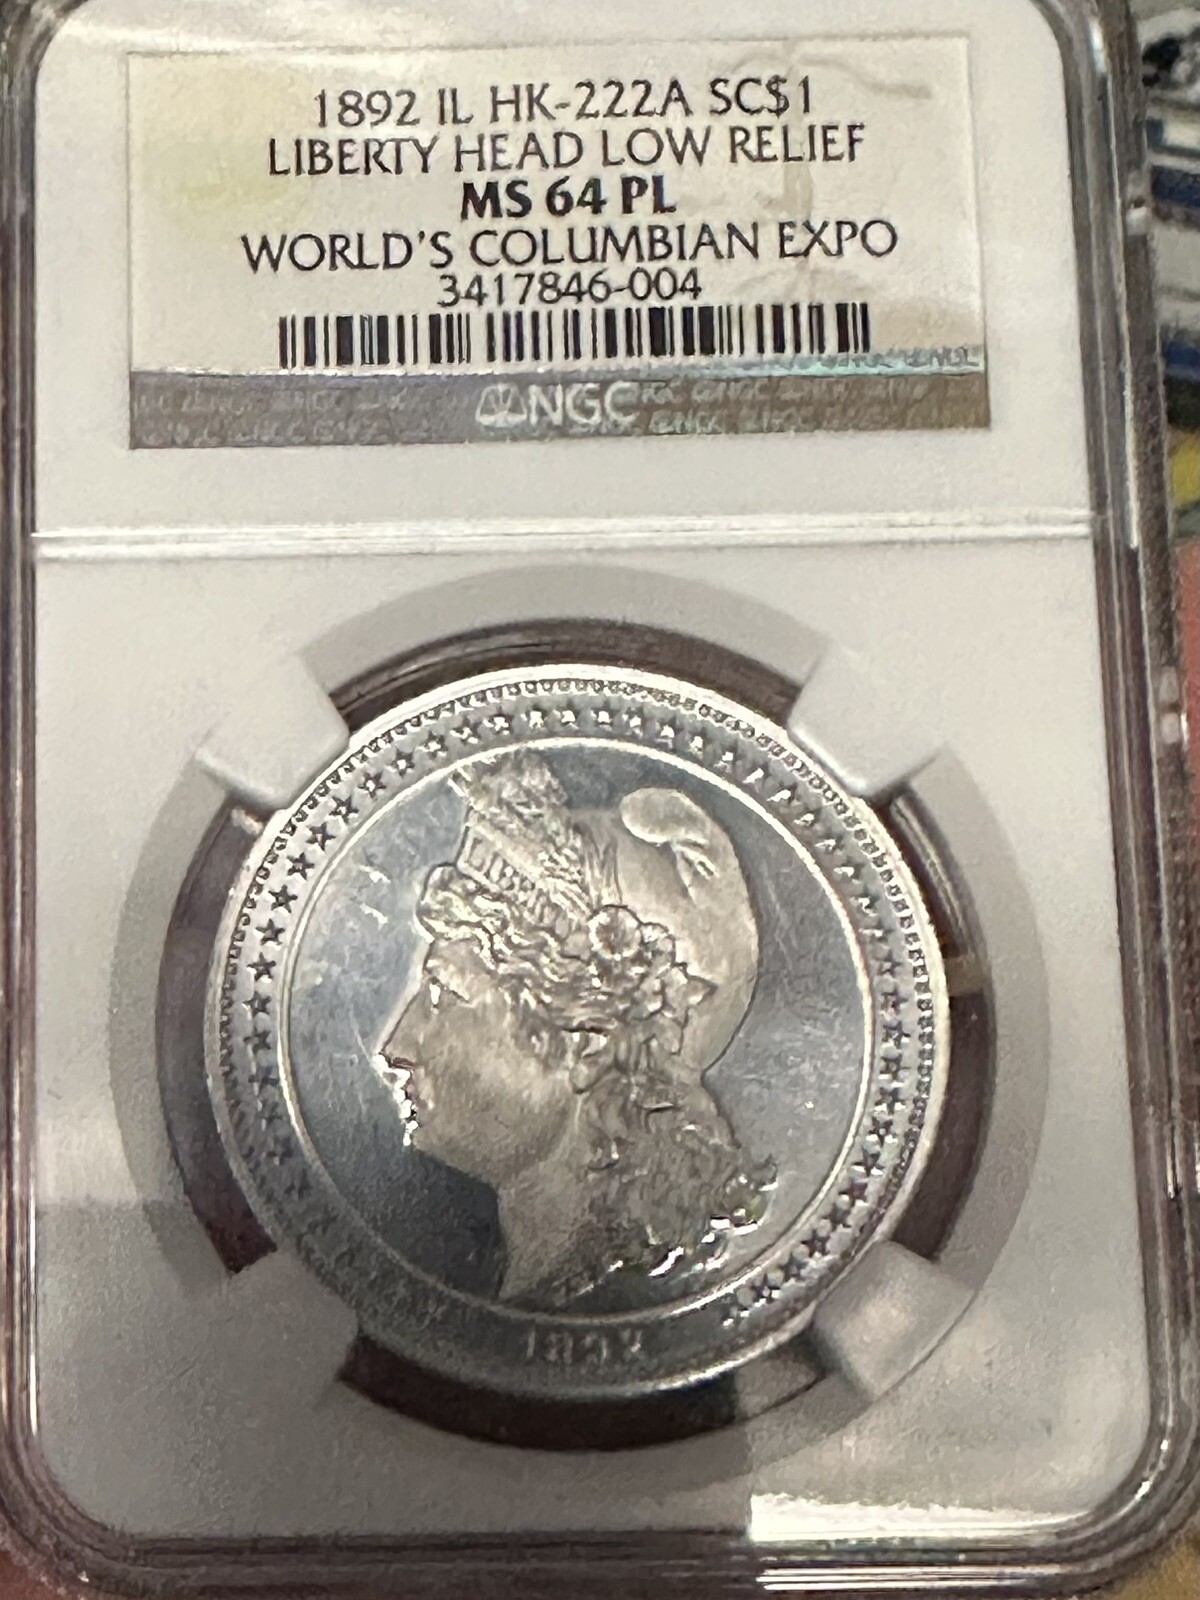 1892 IL HK-222A SC$1
LIBERTY HEAD LOW RELIEF
MS 64 PL
WORLD'S COLUMBIAN EXPO
3417846-004
NGC
LIBERTY
1892